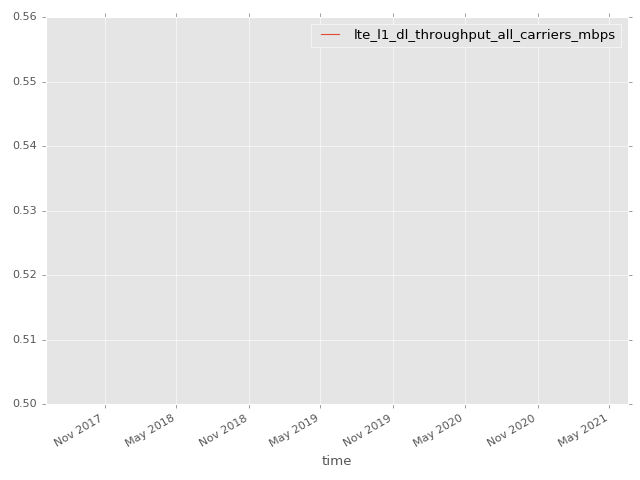 0.56
lte_l1_dl_throughput_all_carriers_mbps
0.55
0.54
0.53
0.52
0.51
0.50
Nov 2017
May 2018
Nov 2018
May 2019
Nov 2019
May 2020
Nov 2020
May 2021
time